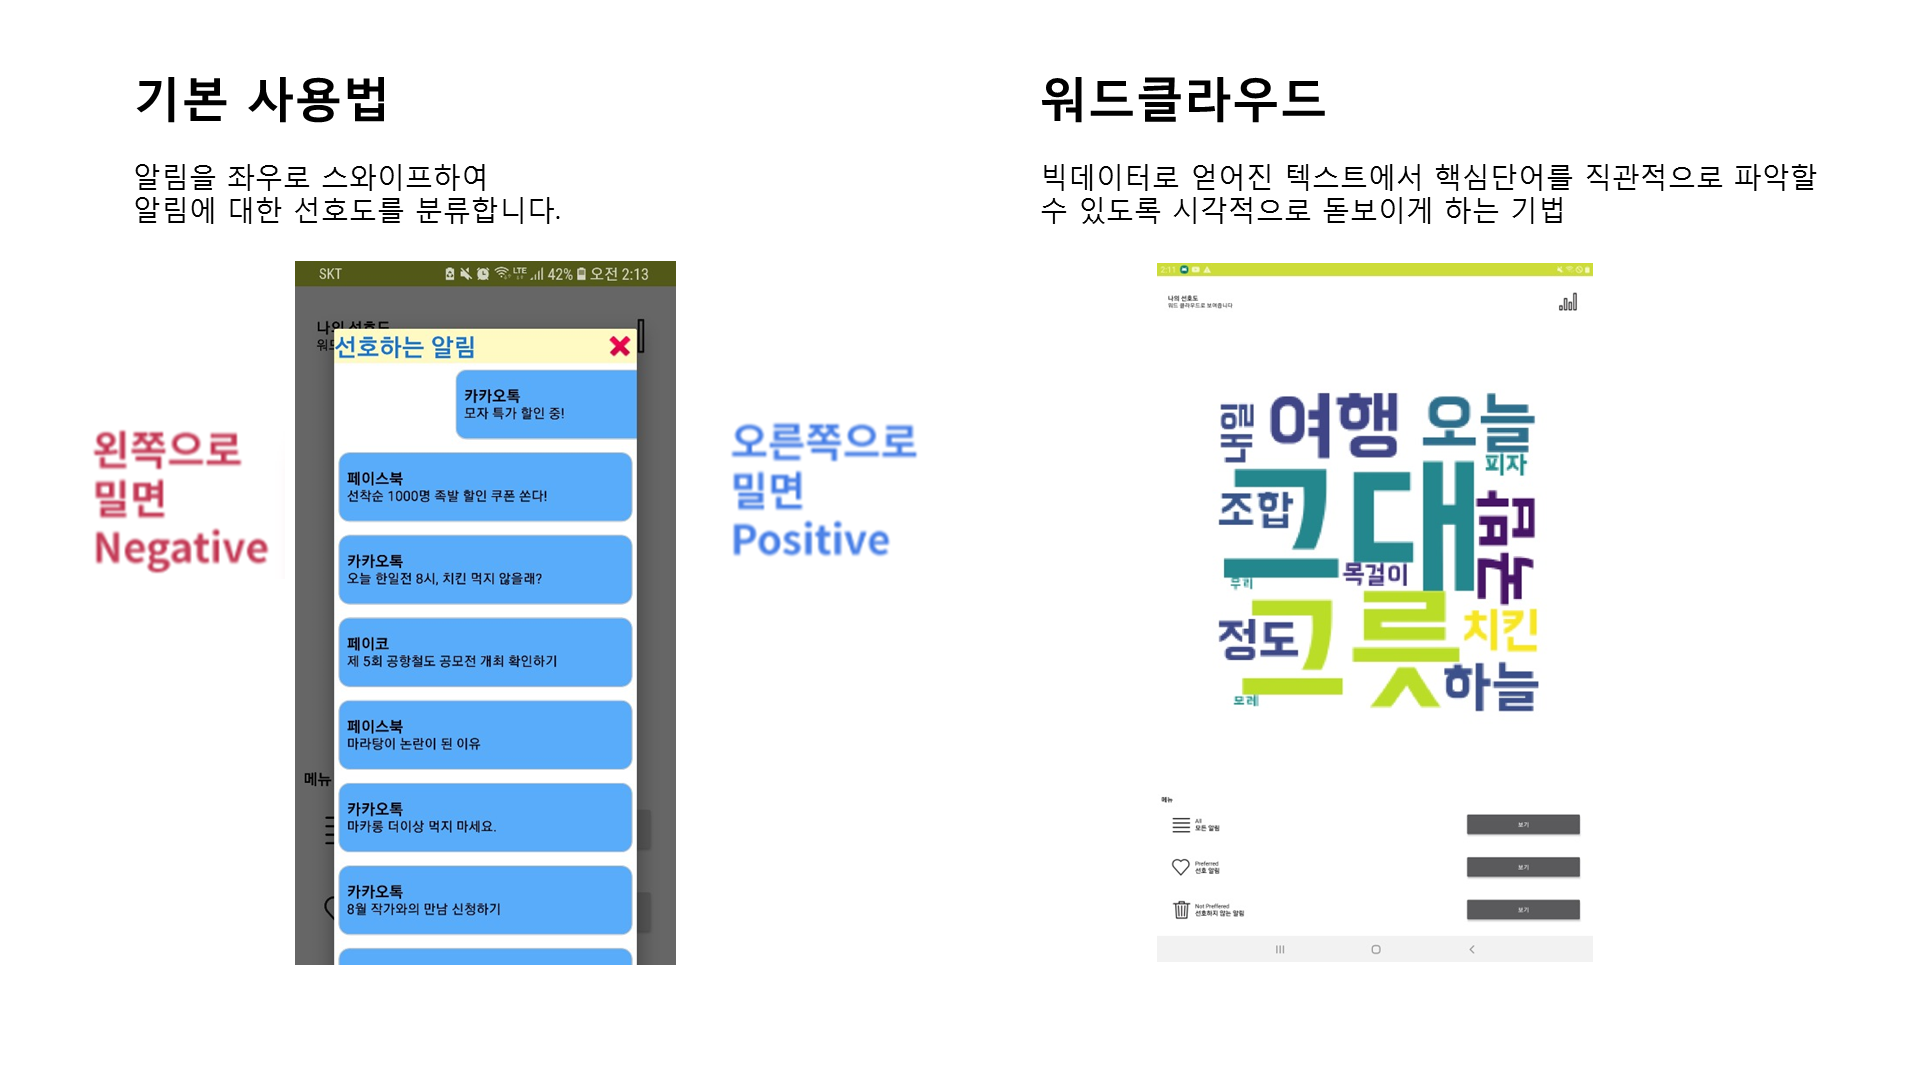 기본 사용법
알림을 좌우로 스와이프하여
알림에 대한 선호도를 분류합니다.
왼쪽으로
밀면
Negative
SKT LTE 42% 오전 2:13
나의 선호도
선호하는 알림
카카오톡
모자 특가 할인 중!
페이스북
선착순 1000명 족발 할인 쿠폰 쏜다!
카카오톡
오늘 한일전 8시, 치킨 먹지 않을래?
페이코
제 5회 공항철도 공모전 개최 확인하기
페이스북
마라탕이 논란이 된 이유
메뉴
카카오톡
마카롱 더이상 먹지 마세요.
카카오톡
8월 작가와의 만남 신청하기
오른쪽으로
밀면
Positive
워드클라우드
빅데이터로 얻어진 텍스트에서 핵심단어를 직관적으로 파악할
수 있도록 시각적으로 돋보이게 하는 기법
2:11
나의 선호도
워드 클라우드로 보여줍니다
내일
여행
오늘
피자
조합
그대
국밥
목걸이
무리
정도
그릇
치킨
하늘
모레
메뉴
All
모든 알림
보기
Preferred
선호 알림
보기
Not Preffered
선호하지 않는 알림
보기